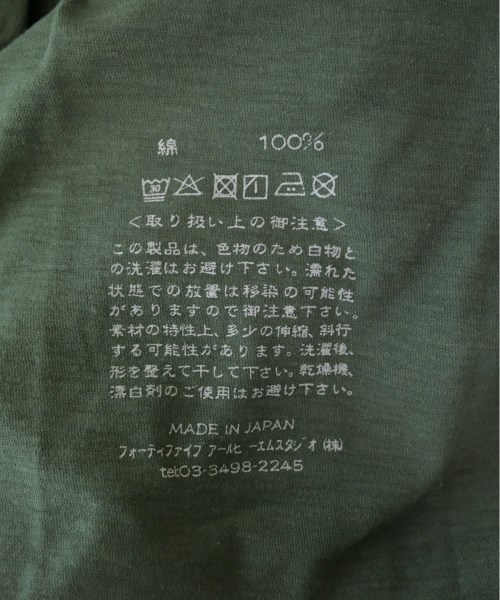 綿 100%
30
<取り扱い上の御注意>
この製品は、色物のため白物と
の洗濯はお避け下さい。濡れた
状態での放置は移染の可能性
がありますので御注意下さい。
素材の特性上、多少の伸縮、斜行
する可能性があります。洗濯後、
形を整えて干して下さい。乾燥機、
漂白剤のご使用はお避け下さい。
MADE IN JAPAN
フォーティファイブ アールピーエムスタジオ(株)
tel:03-3498-2245